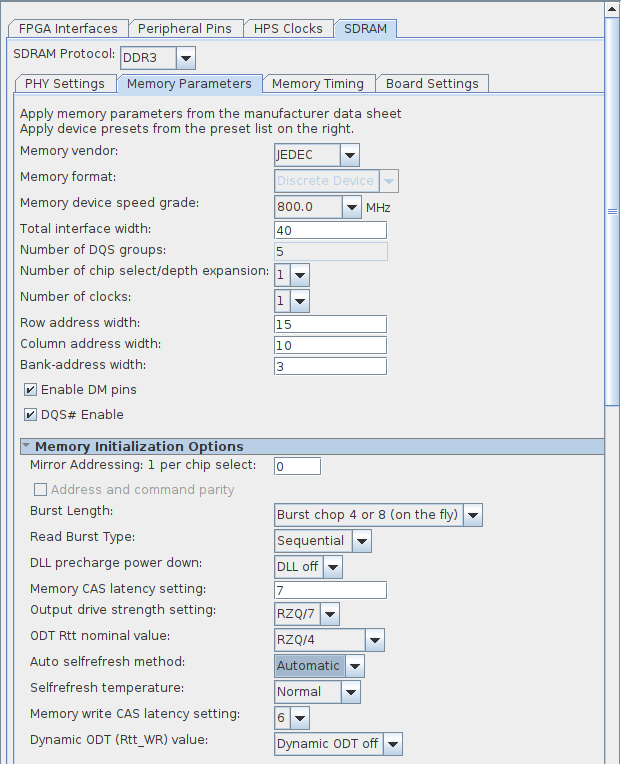 FPGA Interfaces Peripheral Pins HPS Clocks SDRAM
SDRAM Protocol: DDR3
PHY Settings Memory Parameters Memory Timing Board Settings
Apply memory parameters from the manufacturer data sheet
Apply device presets from the preset list on the right.
Memory vendor: JEDEC
Memory format: Discrete Device
Memory device speed grade: 800.0 MHz
Total interface width: 40
Number of DQS groups: 5
Number of chip select/depth expansion: 1
Number of clocks: 1
Row address width: 15
Column address width: 10
Bank-address width: 3
Enable DM pins
DQS# Enable
Memory Initialization Options
Mirror Addressing: 1 per chip select: 0
Address and command parity
Burst Length: Burst chop 4 or 8 (on the fly)
Read Burst Type: Sequential
DLL precharge power down: DLL off
Memory CAS latency setting: 7
Output drive strength setting: RZQ/7
ODT Rtt nominal value: RZQ/4
Auto selfrefresh method: Automatic
Selfrefresh temperature: Normal
Memory write CAS latency setting: 6
Dynamic ODT (Rtt_WR) value: Dynamic ODT off